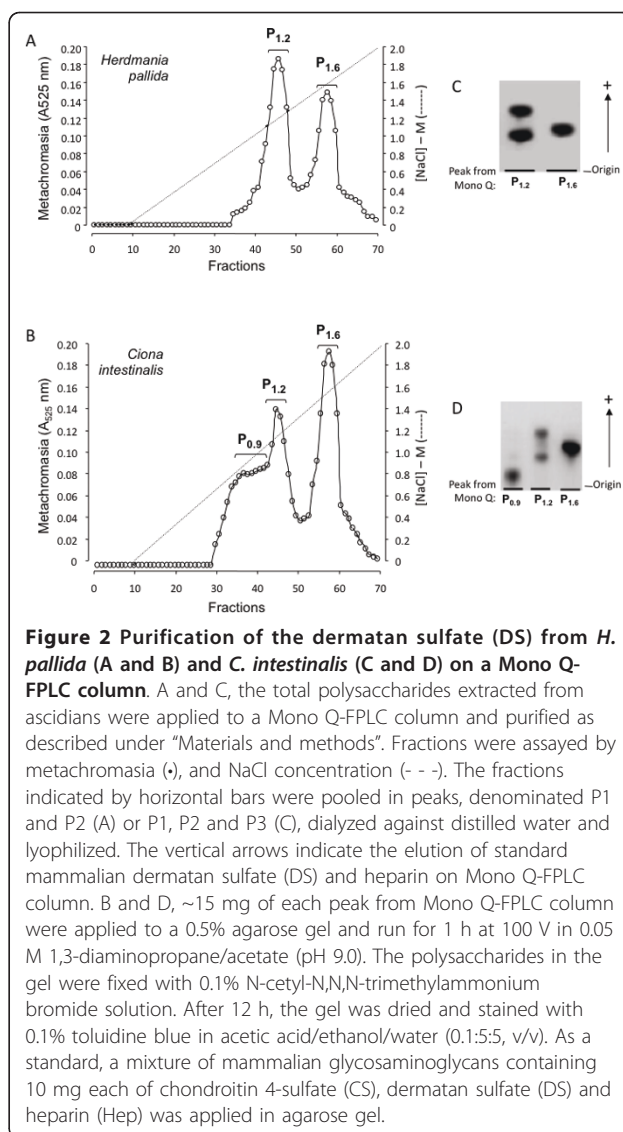 A
Herdmania
pallida
P1.2
P1.6
Metachromasia (A525 nm)
0.20
0.18
0.16
0.14
0.12
0.10
0.08
0.06
0.04
0.02
0
2.0
1.8
1.6
1.4
1.2
1.0
0.8
0.6
0.4
0.2
0
[NaCl] – M (------)
0 10 20 30 40 50 60 70
Fractions
C
+
Peak from
Mono Q:
P1.2
P1.6
Origin
B
Ciona
intestinalis
P0.9
P1.2
P1.6
Metachromasia (A525 nm)
0.20
0.18
0.16
0.14
0.12
0.10
0.08
0.06
0.04
0.02
0
2.0
1.8
1.6
1.4
1.2
1.0
0.8
0.6
0.4
0.2
0
[NaCl] – M (------)
0 10 20 30 40 50 60 70
Fractions
D
+
Peak from
Mono Q:
P0.9
P1.2
P1.6
Origin
Figure 2 Purification of the dermatan sulfate (DS) from H.
pallida (A and B) and C. intestinalis (C and D) on a Mono Q-
FPLC column. A and C, the total polysaccharides extracted from
ascidians were applied to a Mono Q-FPLC column and purified as
described under "Materials and methods". Fractions were assayed by
metachromasia (•), and NaCl concentration (- - -). The fractions
indicated by horizontal bars were pooled in peaks, denominated P1
and P2 (A) or P1, P2 and P3 (C), dialyzed against distilled water and
lyophilized. The vertical arrows indicate the elution of standard
mammalian dermatan sulfate (DS) and heparin on Mono Q-FPLC
column. B and D, ~15 mg of each peak from Mono Q-FPLC column
were applied to a 0.5% agarose gel and run for 1 h at 100 V in 0.05
M 1,3-diaminopropane/acetate (pH 9.0). The polysaccharides in the
gel were fixed with 0.1% N-cetyl-N,N,N-trimethylammonium
bromide solution. After 12 h, the gel was dried and stained with
0.1% toluidine blue in acetic acid/ethanol/water (0.1:5:5, v/v). As a
standard, a mixture of mammalian glycosaminoglycans containing
10 mg each of chondroitin 4-sulfate (CS), dermatan sulfate (DS) and
heparin (Hep) was applied in agarose gel.